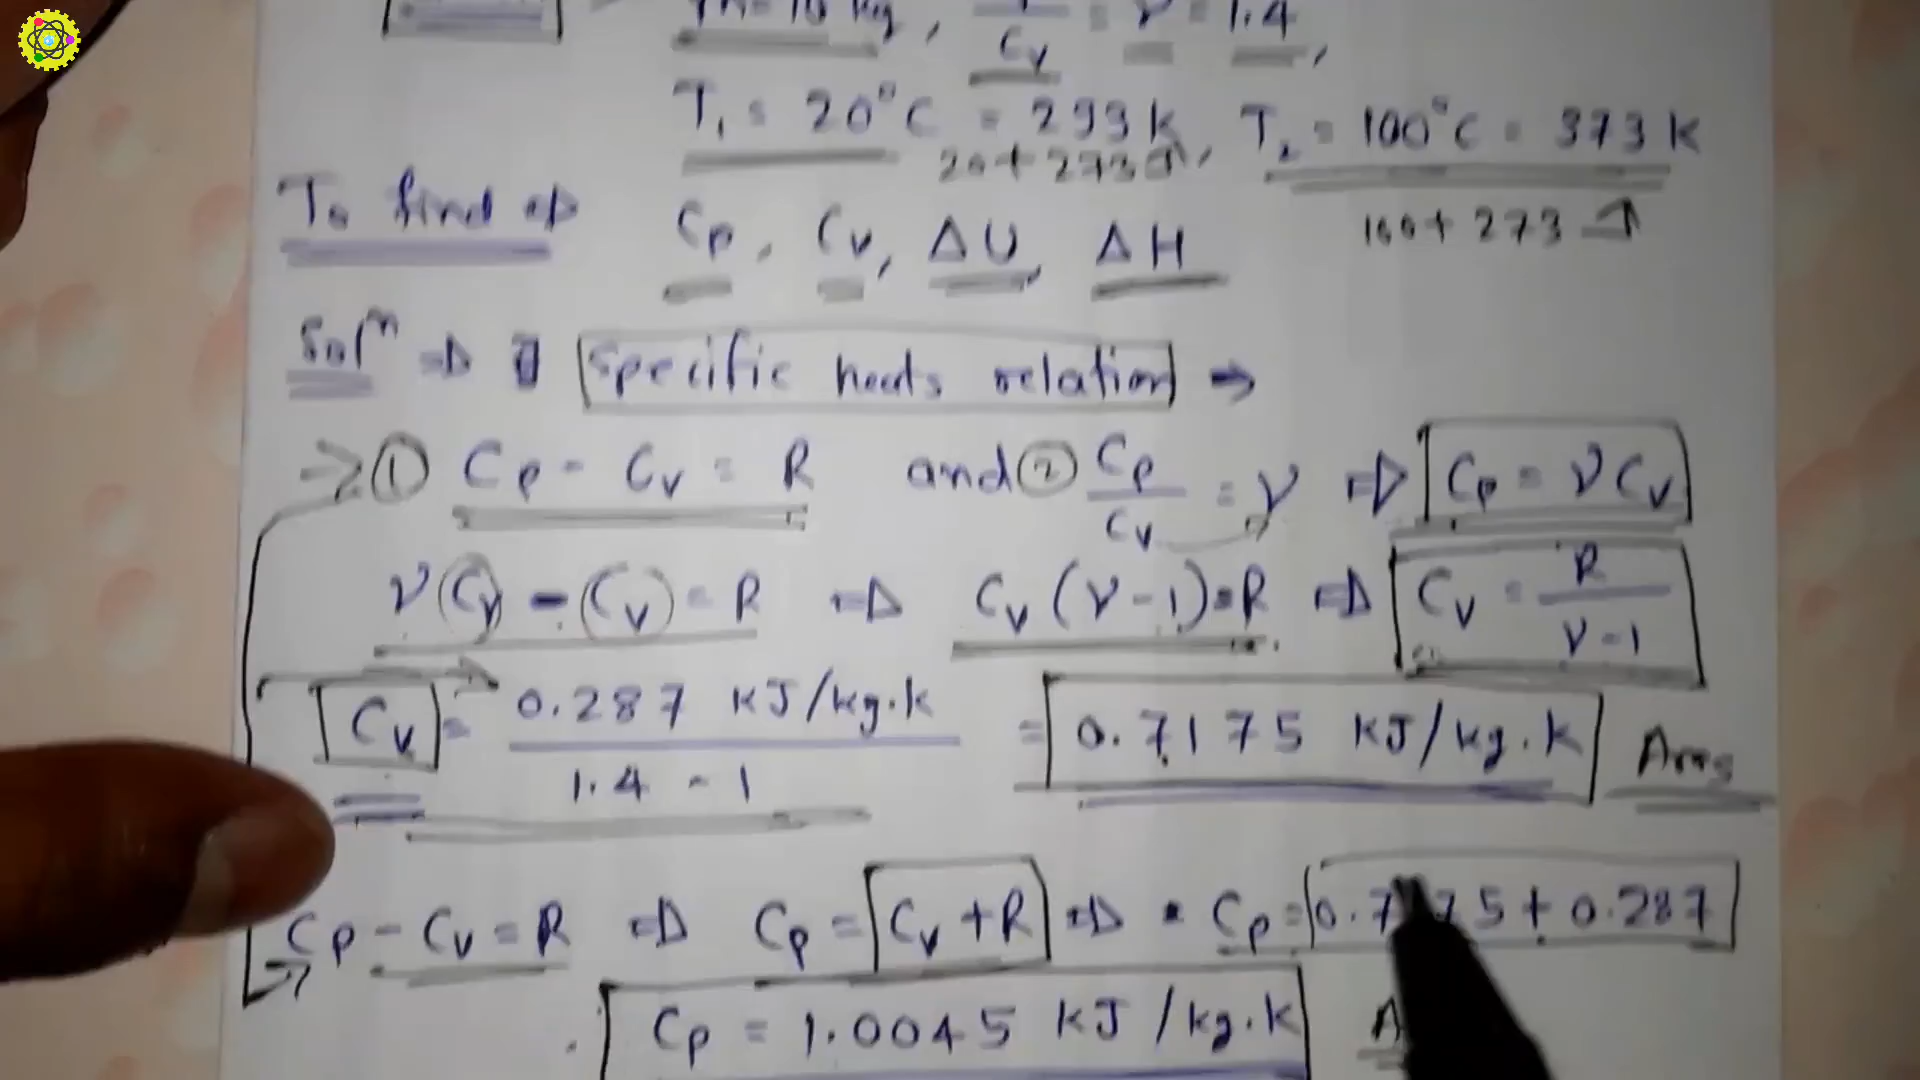 m = 10 kg, Cv = γ = 1.4,
T₁ = 20°C = 293 K, T₂ = 100°C = 373 K
20+273 100+273
To find ⇒ Cp, Cv, ΔU, ΔH
Solⁿ ⇒ specific heats relation →
→ ① Cp - Cv = R and ② Cp/Cv = γ ⇒ Cp = γCv
γCv - Cv = R ⇒ Cv(γ-1)=R ⇒ Cv = R/γ-1
Cv = 0.287 KJ/kg.K / 1.4 - 1 = 0.7175 KJ/kg.K Ans
Cp - Cv = R ⇒ Cp = Cv + R ⇒ Cp = 0.7175 + 0.287
Cp = 1.0045 KJ/kg.K